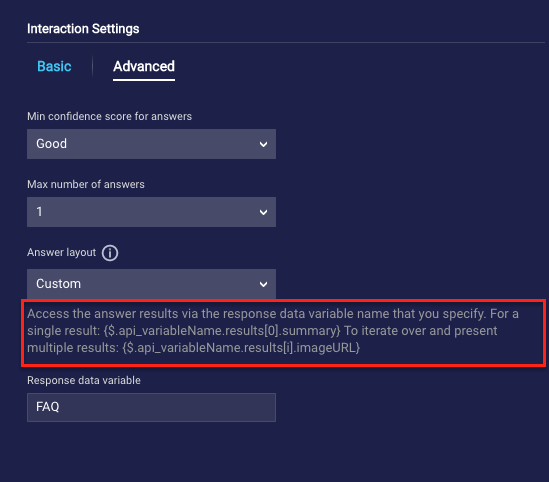 Interaction Settings
Basic
Advanced
Min confidence score for answers
Good
Max number of answers
1
Answer layout
Custom
Access the answer results via the response data variable name that you specify. For a
single result: {$.api_variableName.results[0].summary} To iterate over and present
multiple results: {$.api_variableName.results[i].imageURL}
Response data variable
FAQ